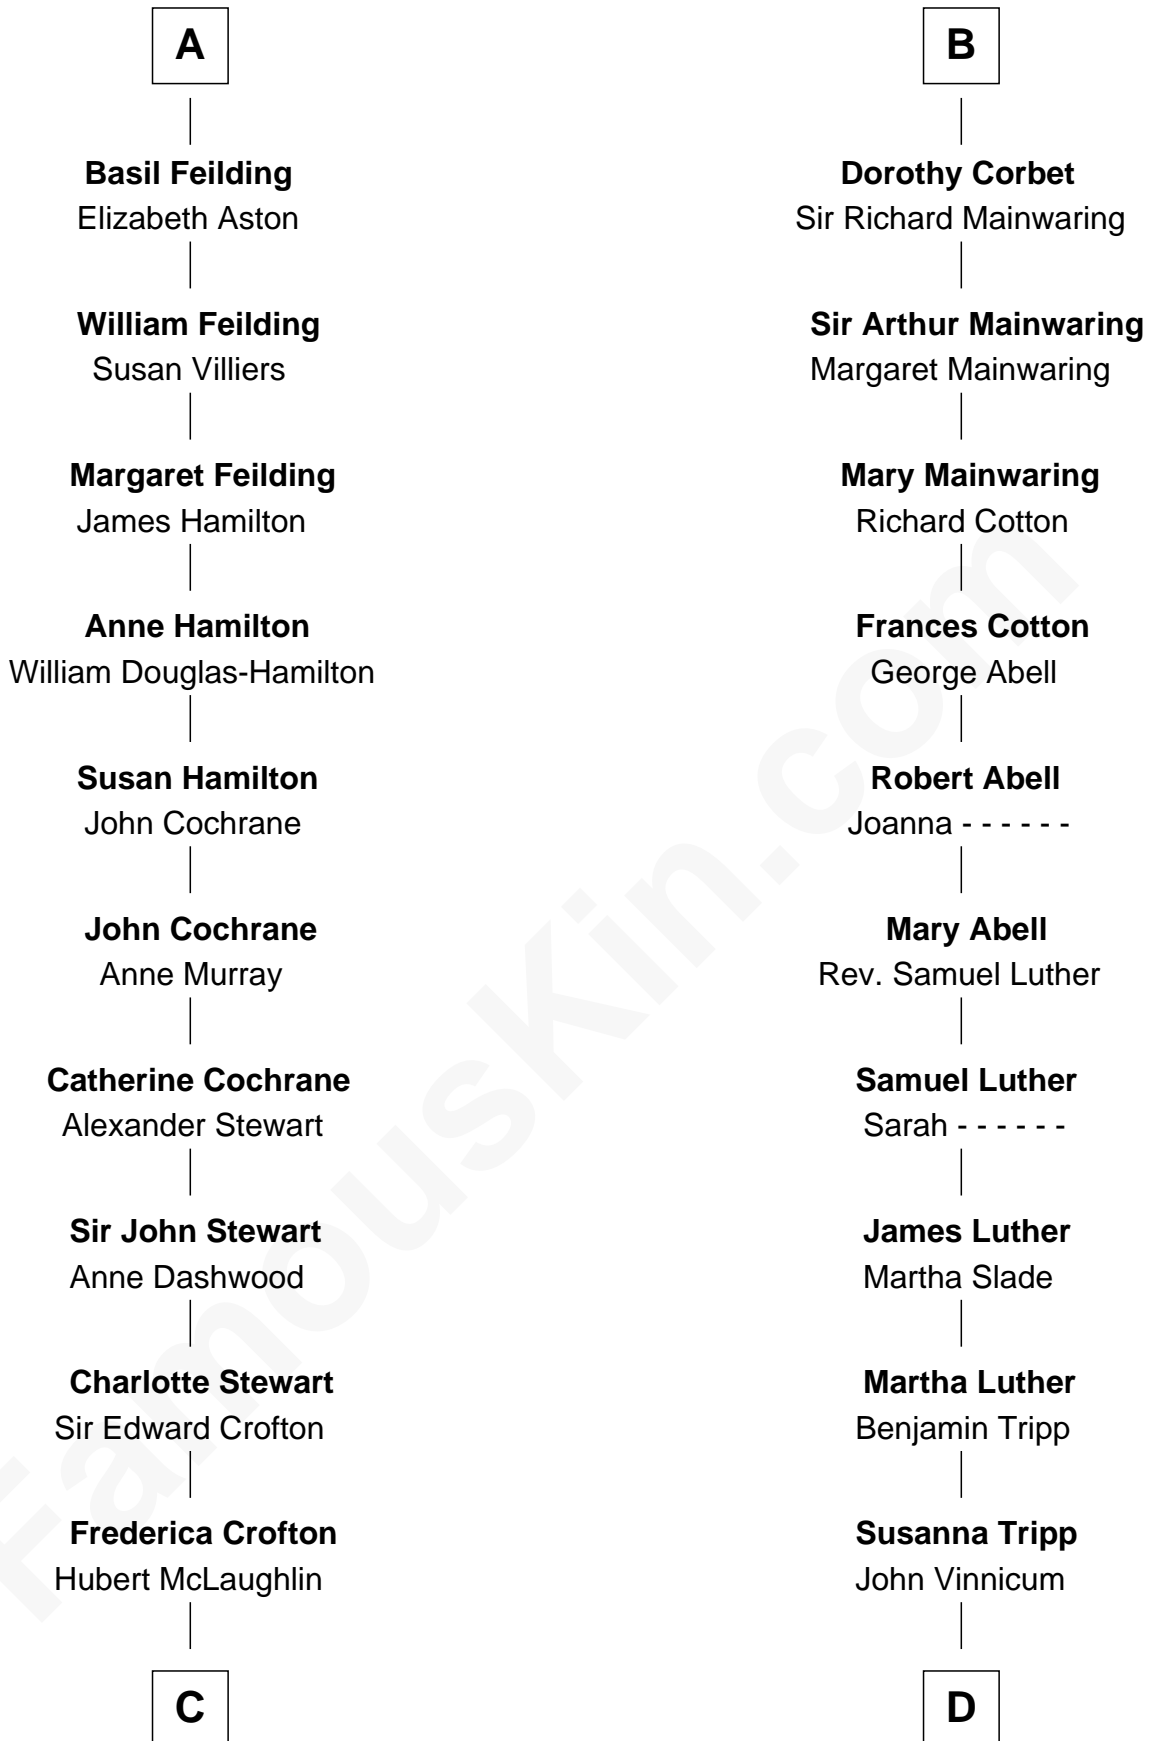 A
Basil Feilding
Elizabeth Aston
William Feilding
Susan Villiers
Margaret Feilding
James Hamilton
Anne Hamilton
William Douglas-Hamilton
Susan Hamilton
John Cochrane
John Cochrane
Anne Murray
Catherine Cochrane
Alexander Stewart
Sir John Stewart
Anne Dashwood
Charlotte Stewart
Sir Edward Crofton
Frederica Crofton
Hubert McLaughlin
C
B
Dorothy Corbet
Sir Richard Mainwaring
Sir Arthur Mainwaring
Margaret Mainwaring
Mary Mainwaring
Richard Cotton
Frances Cotton
George Abell
Robert Abell
Joanna - - - - - -
Mary Abell
Rev. Samuel Luther
Samuel Luther
Sarah - - - - - -
James Luther
Martha Slade
Martha Luther
Benjamin Tripp
Susanna Tripp
John Vinnicum
D
FamousKin.com